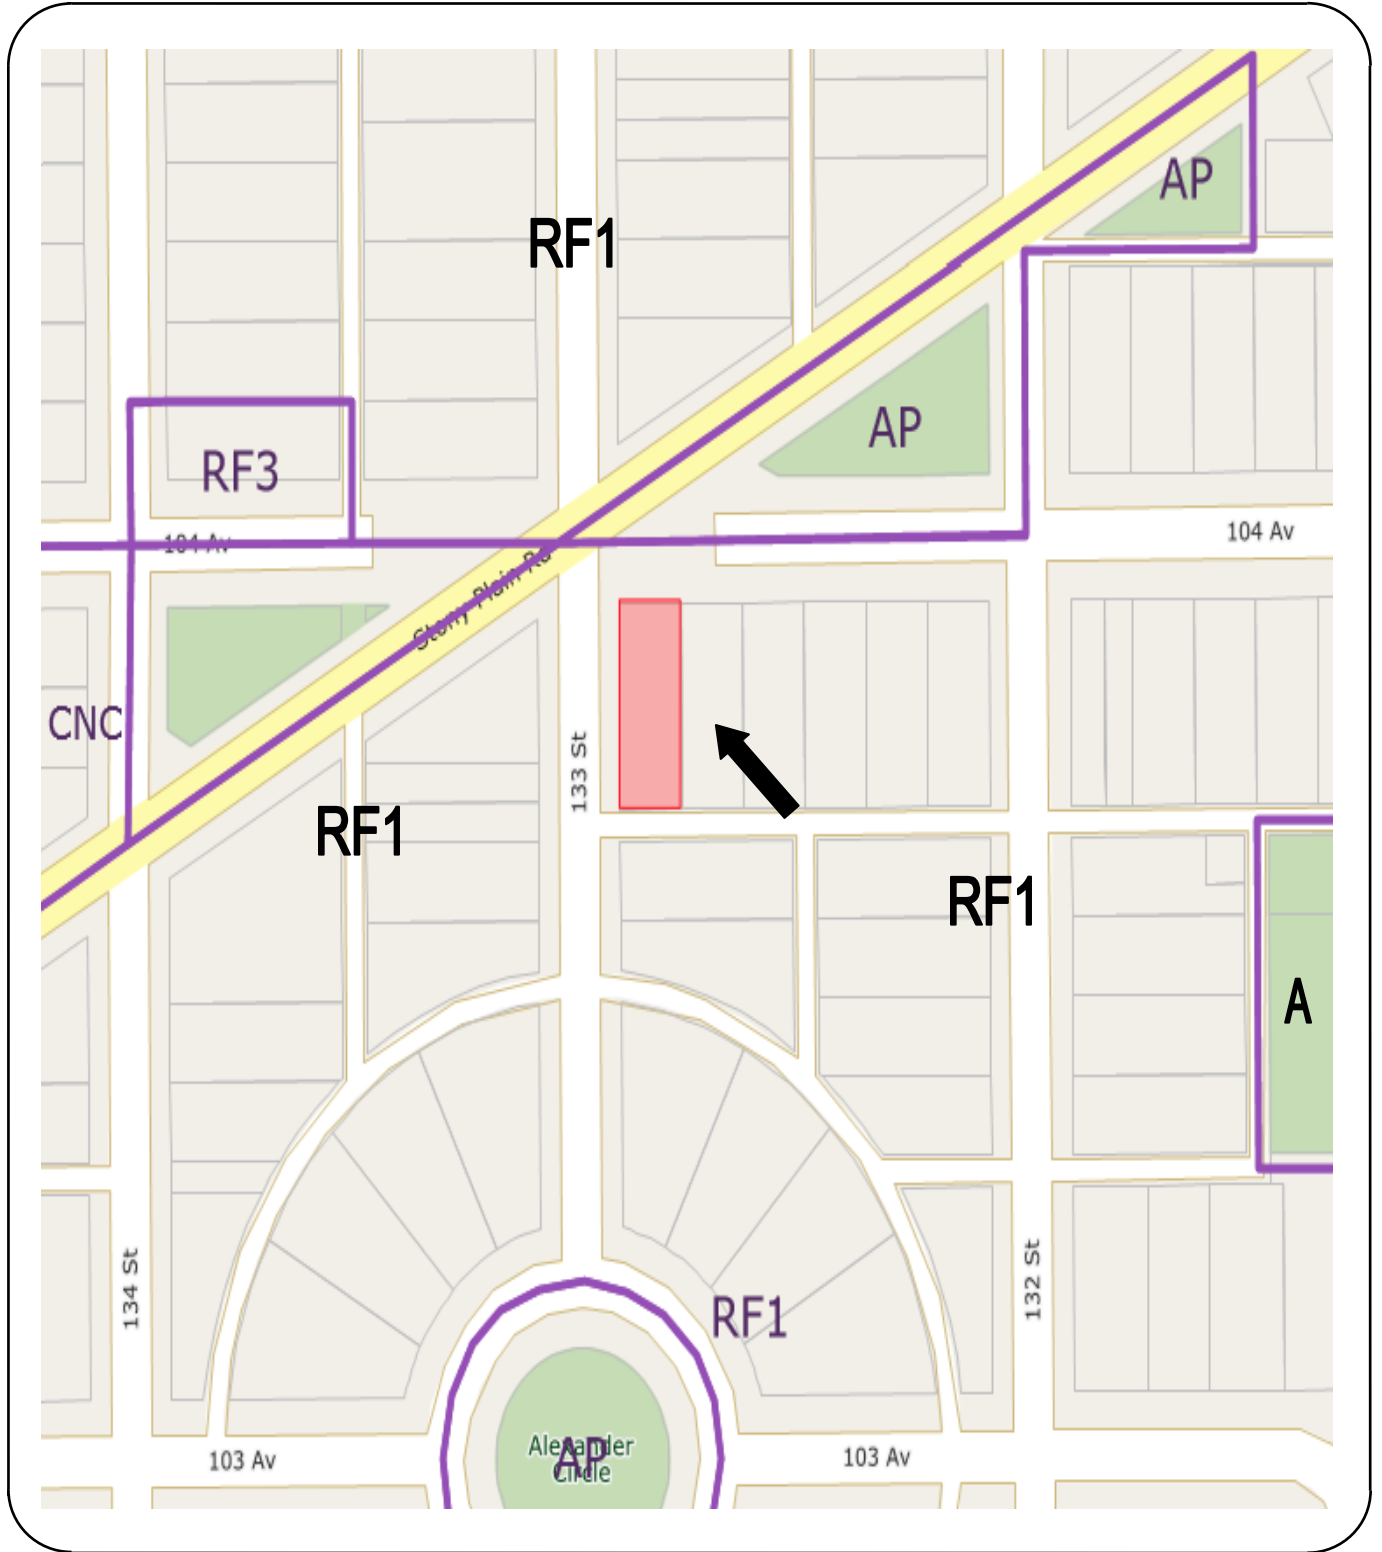 AP
RF1
AP
RF3
104 Av
104 Av
Stony Plain Rd
CNC
133 St
RF1
RF1
A
134 St
132 St
RF1
103 Av
Alexander
Circle
AP
103 Av